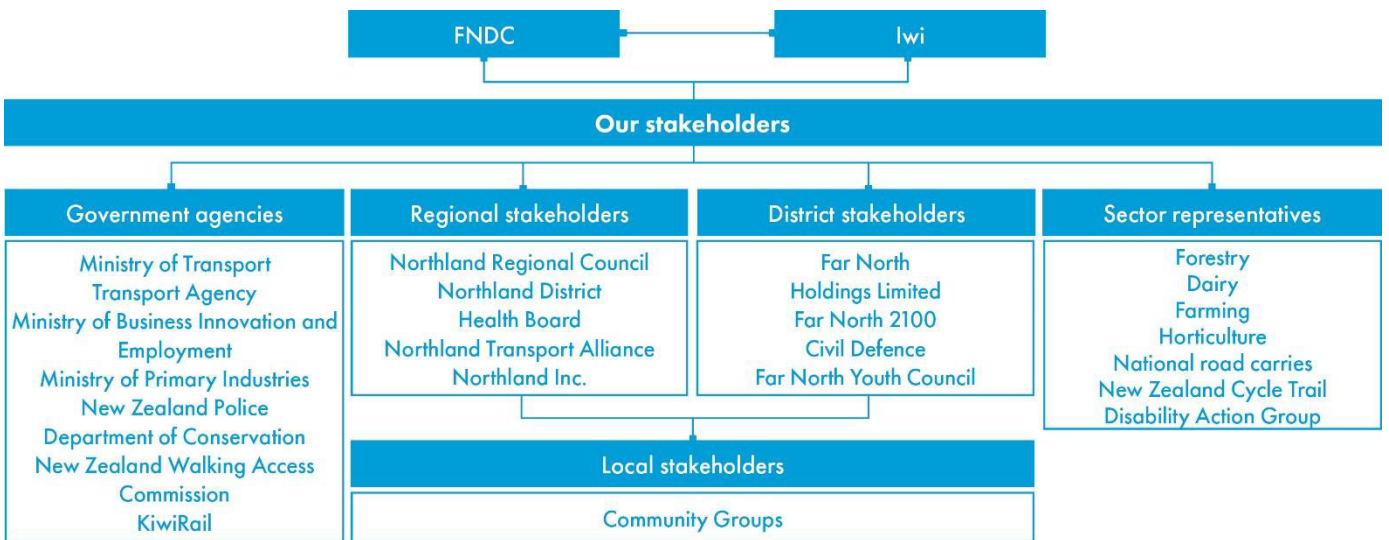 FNDC
Iwi
Our stakeholders
Government agencies
Ministry of Transport
Transport Agency
Ministry of Business Innovation and
Employment
Ministry of Primary Industries
New Zealand Police
Department of Conservation
New Zealand Walking Access
Commission
KiwiRail
Regional stakeholders
Northland Regional Council
Northland District
Health Board
Northland Transport Alliance
Northland Inc.
District stakeholders
Far North
Holdings Limited
Far North 2100
Civil Defence
Far North Youth Council
Sector representatives
Forestry
Dairy
Farming
Horticulture
National road carries
New Zealand Cycle Trail
Disability Action Group
Local stakeholders
Community Groups